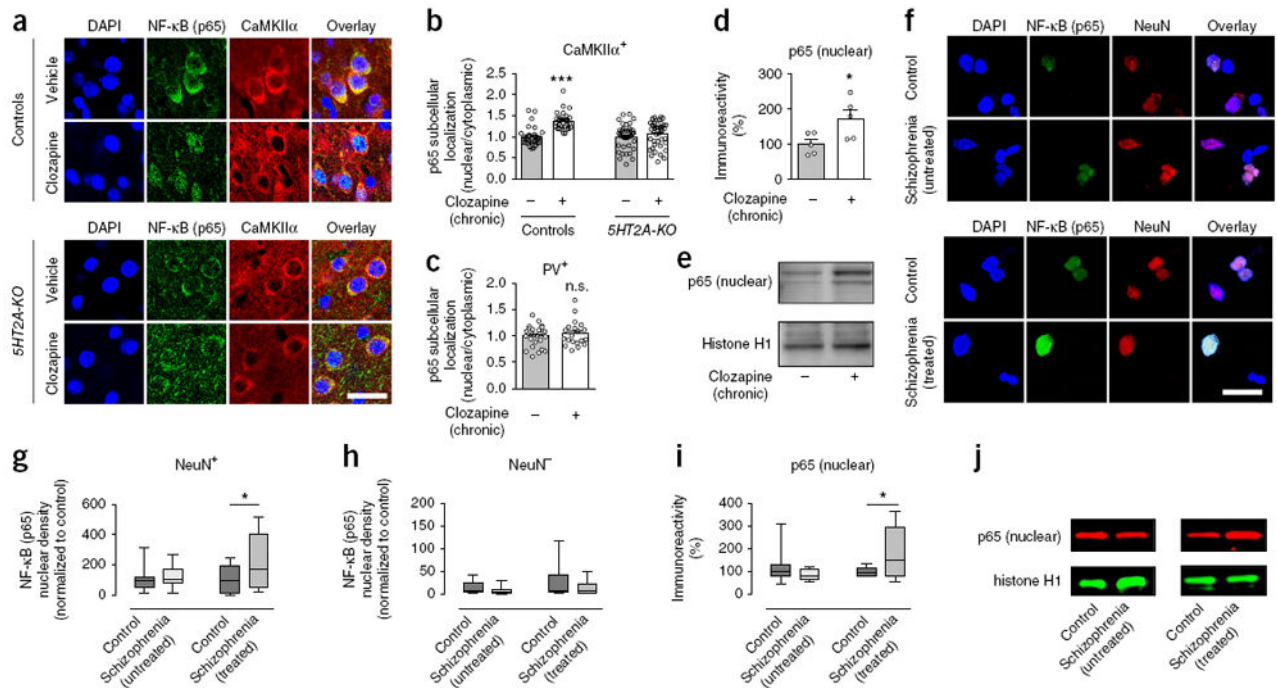 a
DAPI NF-κB (p65) CaMKIIα Overlay
Controls
Vehicle
Clozapine
DAPI NF-κB (p65) CaMKIIα Overlay
5HT2A-KO
Vehicle
Clozapine
b
CaMKIIα⁺
p65 subcellular
localization
(nuclear/cytoplasmic)
2.5
2.0
1.5
1.0
0.5
0
***
Clozapine
(chronic)
– + – +
Controls 5HT2A-KO
c
PV⁺
n.s.
p65 subcellular
localization
(nuclear/cytoplasmic)
2.0
1.5
1.0
0.5
0
Clozapine
(chronic)
– +
d
p65 (nuclear)
Immunoreactivity
(%)
300
200
100
0
*
Clozapine
(chronic)
– +
e
p65 (nuclear)
Histone H1
Clozapine
(chronic)
– +
f
DAPI NF-κB (p65) NeuN Overlay
Control
Schizophrenia
(untreated)
DAPI NF-κB (p65) NeuN Overlay
Control
Schizophrenia
(treated)
g
NeuN⁺
NF-κB (p65)
nuclear density
(normalized to control)
600
400
200
0
*
Control
Schizophrenia
(untreated)
Control
Schizophrenia
(treated)
h
NeuN⁻
NF-κB (p65)
nuclear density
(normalized to control)
200
150
100
50
0
Control
Schizophrenia
(untreated)
Control
Schizophrenia
(treated)
i
p65 (nuclear)
Immunoreactivity
(%)
400
300
200
100
0
*
Control
Schizophrenia
(untreated)
Control
Schizophrenia
(treated)
j
p65 (nuclear)
histone H1
Control
Schizophrenia
(untreated)
Control
Schizophrenia
(treated)